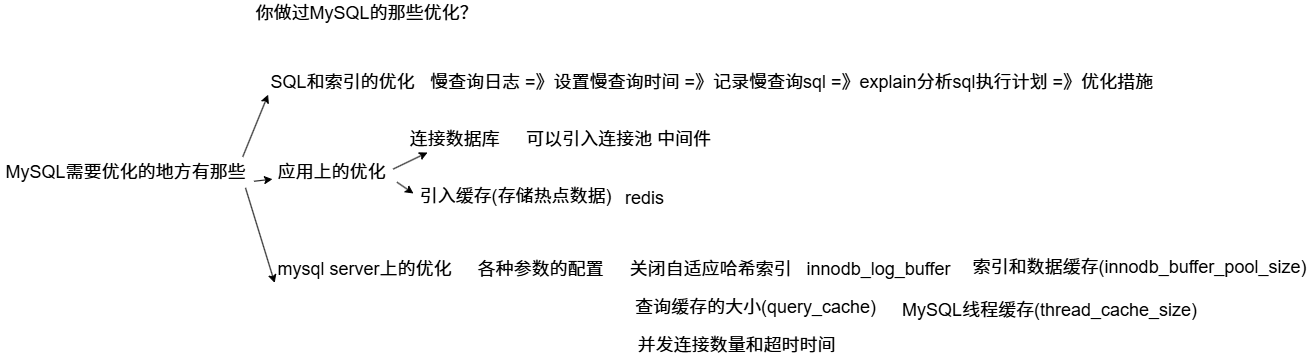 你做过MySQL的那些优化？
SQL和索引的优化 慢查询日志 =》设置慢查询时间 =》记录慢查询sql =》explain分析sql执行计划 =》优化措施
连接数据库 可以引入连接池 中间件
MySQL需要优化的地方有那些 应用上的优化
引入缓存(存储热点数据) redis
mysql server上的优化 各种参数的配置 关闭自适应哈希索引 innodb_log_buffer 索引和数据缓存(innodb_buffer_pool_size)
查询缓存的大小(query_cache) MySQL线程缓存(thread_cache_size)
并发连接数量和超时时间